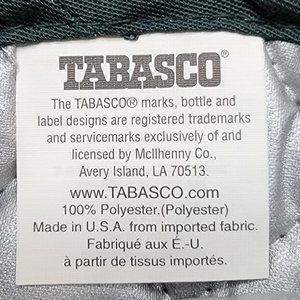 TABASCO®
The TABASCO® marks, bottle and
label designs are registered trademarks
and servicemarks exclusively of and
licensed by McIlhenny Co.,
Avery Island, LA 70513.
www.TABASCO.com
100% Polyester.(Polyester)
Made in U.S.A. from imported fabric.
Fabriqué aux É.-U.
à partir de tissus importés.